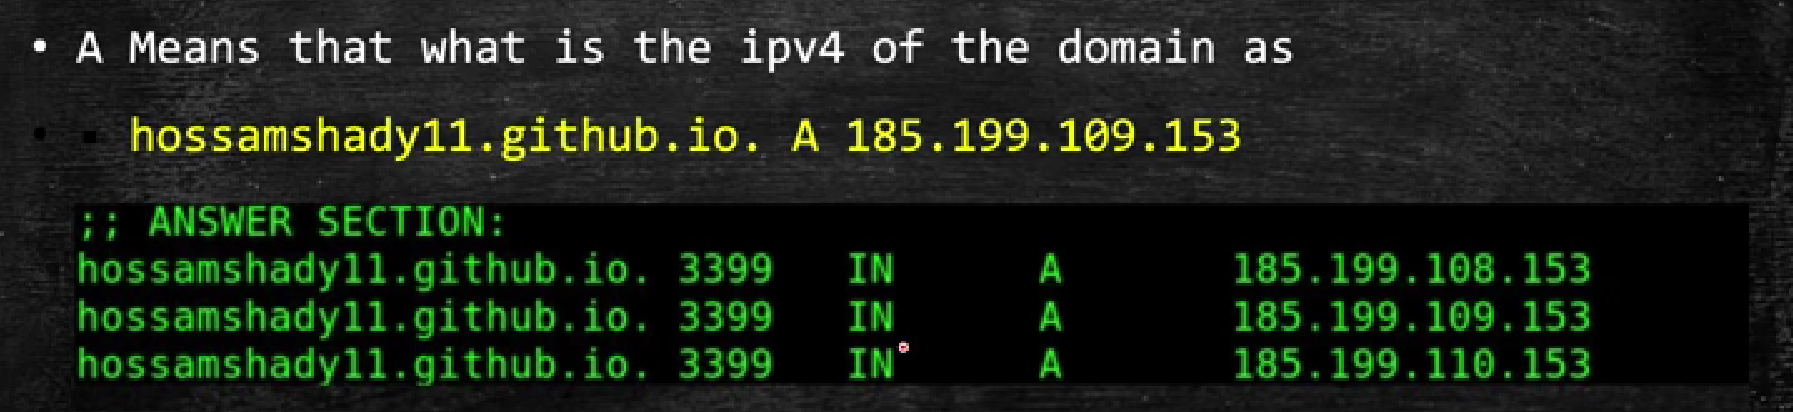 • A Means that what is the ipv4 of the domain as
• ▪ hossamshady11.github.io. A 185.199.109.153
;; ANSWER SECTION:
hossamshady11.github.io. 3399 IN A 185.199.108.153
hossamshady11.github.io. 3399 IN A 185.199.109.153
hossamshady11.github.io. 3399 IN A 185.199.110.153